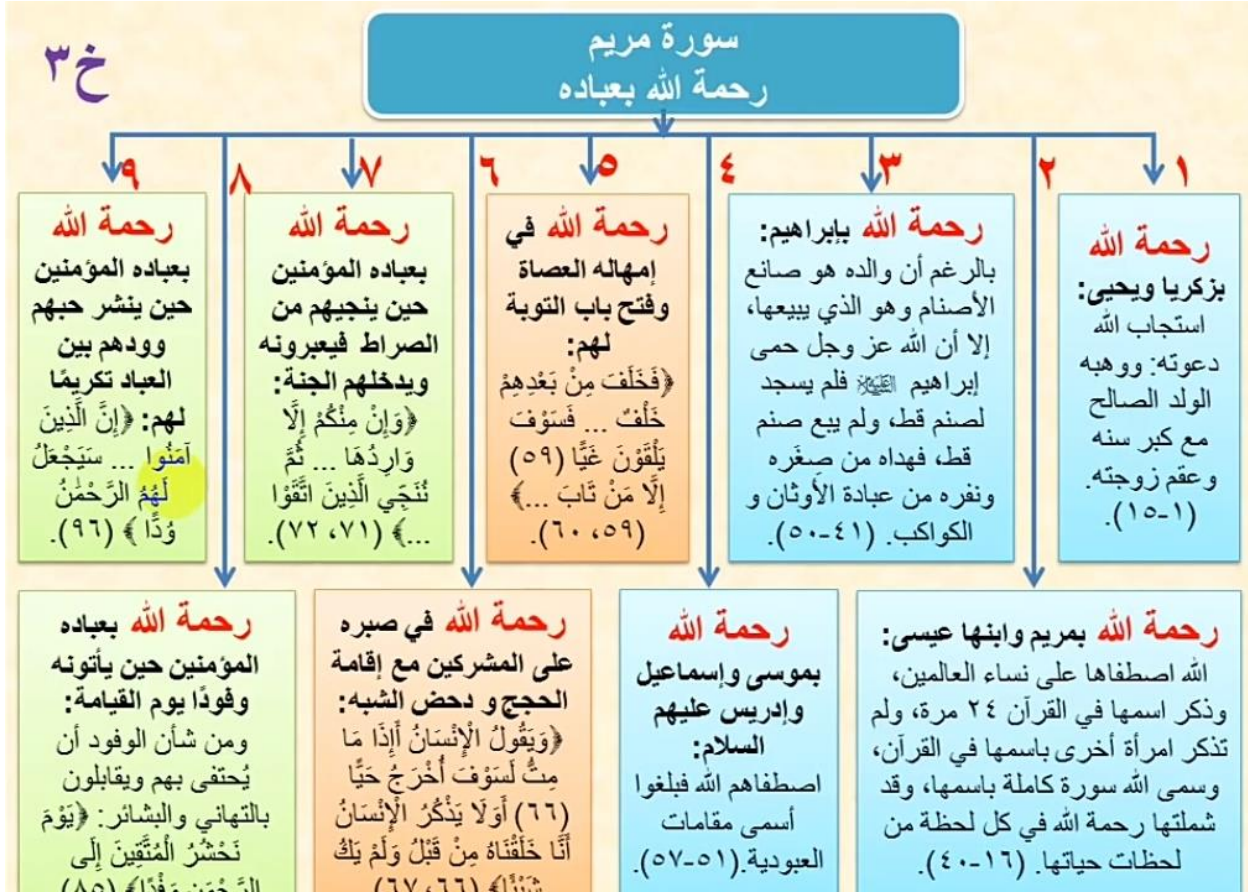 سورة مريم
رحمة الله بعباده
خ٣
١
رحمة الله
بزكريا ويحيى:
استجاب الله
دعوته: ووهبه
الولد الصالح
مع كبر سنه
وعقم زوجته.
(١-١٥).
٢
رحمة الله بمريم وابنها عيسى:
الله اصطفاها على نساء العالمين،
وذكر اسمها في القرآن ٢٤ مرة، ولم
تذكر امرأة أخرى باسمها في القرآن،
وسمى الله سورة كاملة باسمها، وقد
شملتها رحمة الله في كل لحظة من
لحظات حياتها. (١٦-٤٠).
٣
رحمة الله بإبراهيم:
بالرغم أن والده هو صانع
الأصنام وهو الذي يبيعها،
إلا أن الله عز وجل حمى
إبراهيم عليه السلام فلم يسجد
لصنم قط، ولم يبع صنم
قط، فهداه من صغَره
ونفره من عبادة الأوثان و
الكواكب. (٤١-٥٠).
٤
رحمة الله
بموسى وإسماعيل
وإدريس عليهم
السلام:
اصطفاهم الله فبلغوا
أسمى مقامات
العبودية.(٥١-٥٧).
٥
رحمة الله في
إمهاله العصاة
وفتح باب التوبة
لهم:
﴿فَخَلَفَ مِنْ بَعْدِهِمْ
خَلْفٌ ... فَسَوْفَ
يَلْقَوْنَ غَيًّا (٥٩)
إِلَّا مَنْ تَابَ ...﴾
(٥٩، ٦٠).
٦
رحمة الله في صبره
على المشركين مع إقامة
الحجج و دحض الشبه:
﴿وَيَقُولُ الْإِنْسَانُ أَإِذَا مَا
مِتُّ لَسَوْفَ أُخْرَجُ حَيًّا
(٦٦) أَوَلَا يَذْكُرُ الْإِنْسَانُ
أَنَّا خَلَقْنَاهُ مِنْ قَبْلُ وَلَمْ يَكُ
شَيْئًا﴾ (٦٦، ٦٧)
٧
رحمة الله
بعباده المؤمنين
حين ينجيهم من
الصراط فيعبرونه
ويدخلهم الجنة:
﴿وَإِنْ مِنْكُمْ إِلَّا
وَارِدُهَا ... ثُمَّ
نُنَجِّي الَّذِينَ اتَّقَوْا
...﴾ (٧١، ٧٢).
٨
رحمة الله بعباده
المؤمنين حين يأتونه
وفودًا يوم القيامة:
ومن شأن الوفود أن
يُحتفى بهم ويقابلون
بالتهاني والبشائر: ﴿يَوْمَ
نَحْشُرُ الْمُتَّقِينَ إِلَى
الرَّحْمَنِ وَفْدًا﴾ (٨٥)
٩
رحمة الله
بعباده المؤمنين
حين ينشر حبهم
وودهم بين
العباد تكريمًا
لهم: ﴿إِنَّ الَّذِينَ
آمَنُوا ... سَيَجْعَلُ
لَهُمُ الرَّحْمَٰنُ
وُدًّا﴾ (٩٦).